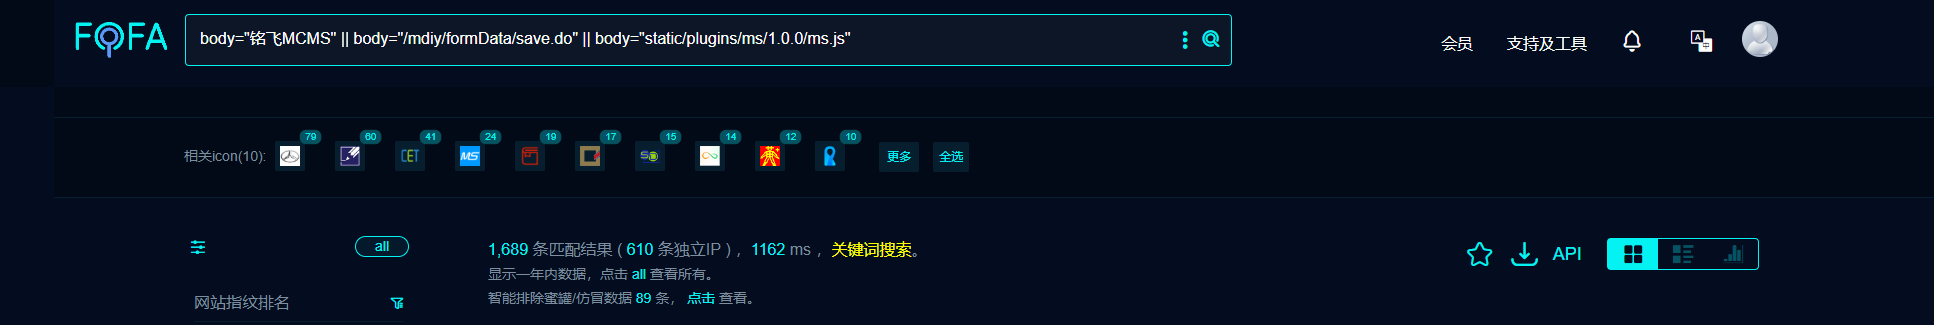 FOFA
body="铭飞MCMS" || body="/mdiy/formData/save.do" || body="static/plugins/ms/1.0.0/ms.js"
会员 支持及工具 A 中
79 60 41 24 19 17 15 14 12 10
相关icon(10): CET MS 更多 全选
all
1,689 条匹配结果 ( 610 条独立IP ) ，1162 ms ，关键词搜索。
显示一年内数据，点击 all 查看所有。
智能排除蜜罐/仿冒数据 89 条， 点击 查看。
API
网站指纹排名